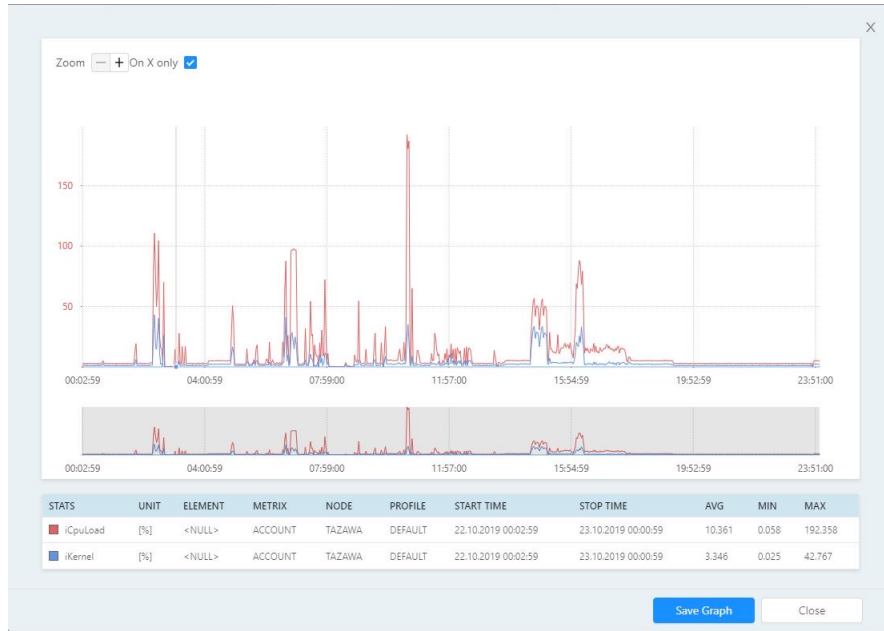 X
Zoom − + On X only
150
100
50
00:02:59 04:00:59 07:59:00 11:57:00 15:54:59 19:52:59 23:51:00
00:02:59 04:00:59 07:59:00 11:57:00 15:54:59 19:52:59 23:51:00
STATS UNIT ELEMENT METRIX NODE PROFILE START TIME STOP TIME AVG MIN MAX
iCpuLoad [%] <NULL> ACCOUNT TAZAWA DEFAULT 22.10.2019 00:02:59 23.10.2019 00:00:59 10.361 0.058 192.358
iKernel [%] <NULL> ACCOUNT TAZAWA DEFAULT 22.10.2019 00:02:59 23.10.2019 00:00:59 3.346 0.025 42.767
Save Graph Close